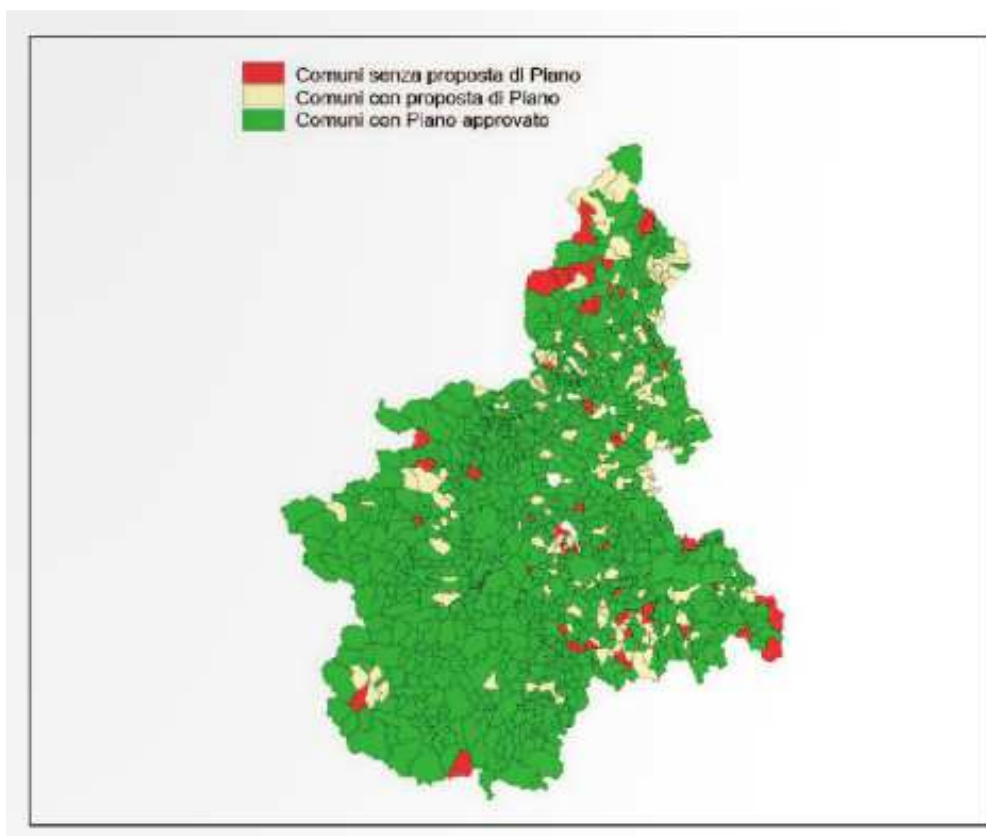 Comuni senza proposta di Piano
Comuni con proposta di Piano
Comuni con Piano approvato